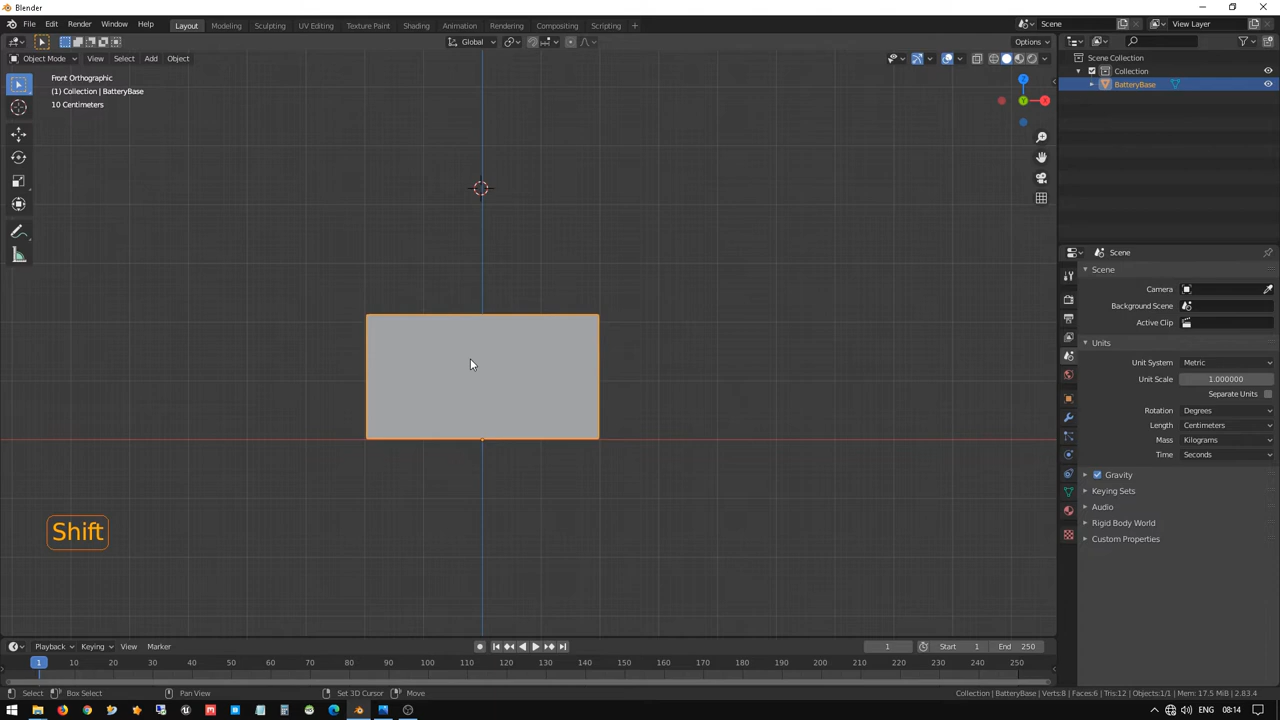 Blender
File Edit Render Window Help Layout Modeling Sculpting UV Editing Texture Paint Shading Animation Rendering Compositing Scripting + Scene View Layer
Global Options
Object Mode View Select Add Object
Front Orthographic
(1) Collection | BatteryBase
10 Centimeters
Z
Y
X
Shift
Scene Collection
Collection
BatteryBase
Scene
Scene
Camera
Background Scene
Active Clip
Units
Unit System Metric
Unit Scale 1.000000
Separate Units
Rotation Degrees
Length Centimeters
Mass Kilograms
Time Seconds
Gravity
Keying Sets
Audio
Rigid Body World
Custom Properties
Playback Keying View Marker 1 Start 1 End 250
1 10 20 30 40 50 60 70 80 90 100 110 120 130 140 150 160 170 180 190 200 210 220 230 240 250
Select Box Select Pan View Set 3D Cursor Move Collection | BatteryBase | Verts:8 | Faces:6 | Tris:12 | Objects:1/1 | Mem: 17.5 MiB | 2.83.4
ENG 08:14